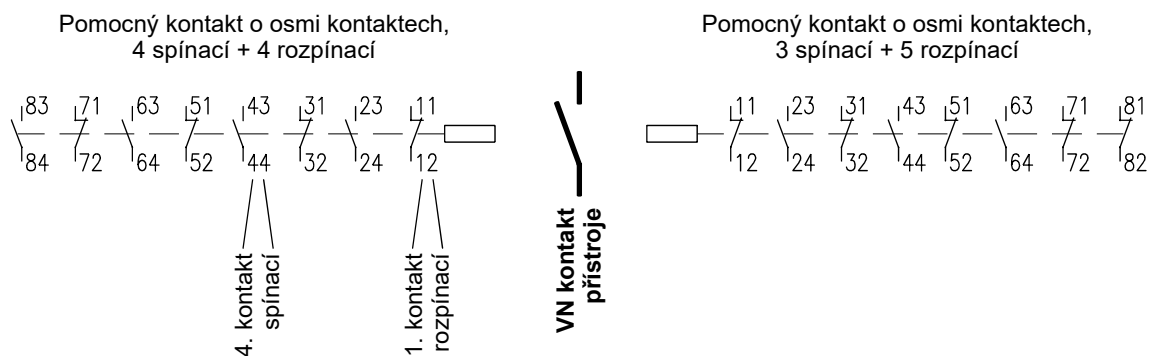 Pomocný kontakt o osmi kontaktech,
4 spínací + 4 rozpínací
83 71 63 51 43 31 23 11
84 72 64 52 44 32 24 12
4. kontakt
spínací
1. kontakt
rozpínací
VN kontakt
přístroje
Pomocný kontakt o osmi kontaktech,
3 spínací + 5 rozpínací
11 23 31 43 51 63 71 81
12 24 32 44 52 64 72 82